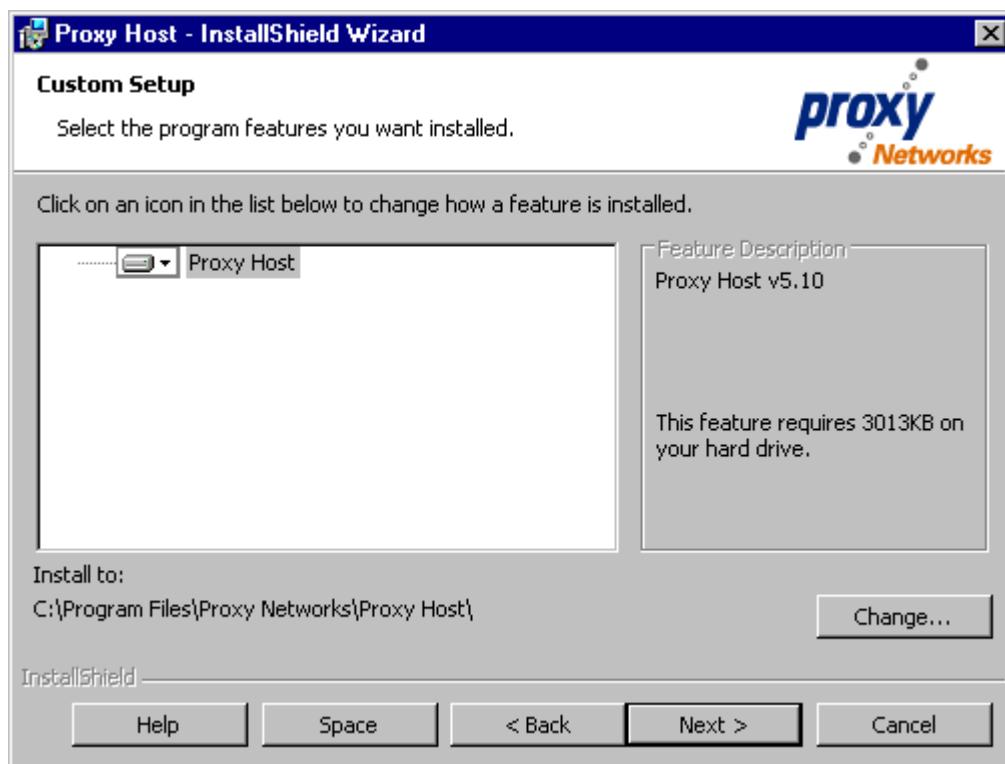 Proxy Host - InstallShield Wizard
Custom Setup
Select the program features you want installed.
proxy
Networks
Click on an icon in the list below to change how a feature is installed.
Proxy Host
Feature Description
Proxy Host v5.10
This feature requires 3013KB on
your hard drive.
Install to:
C:\Program Files\Proxy Networks\Proxy Host\
Change...
InstallShield
Help
Space
< Back
Next >
Cancel